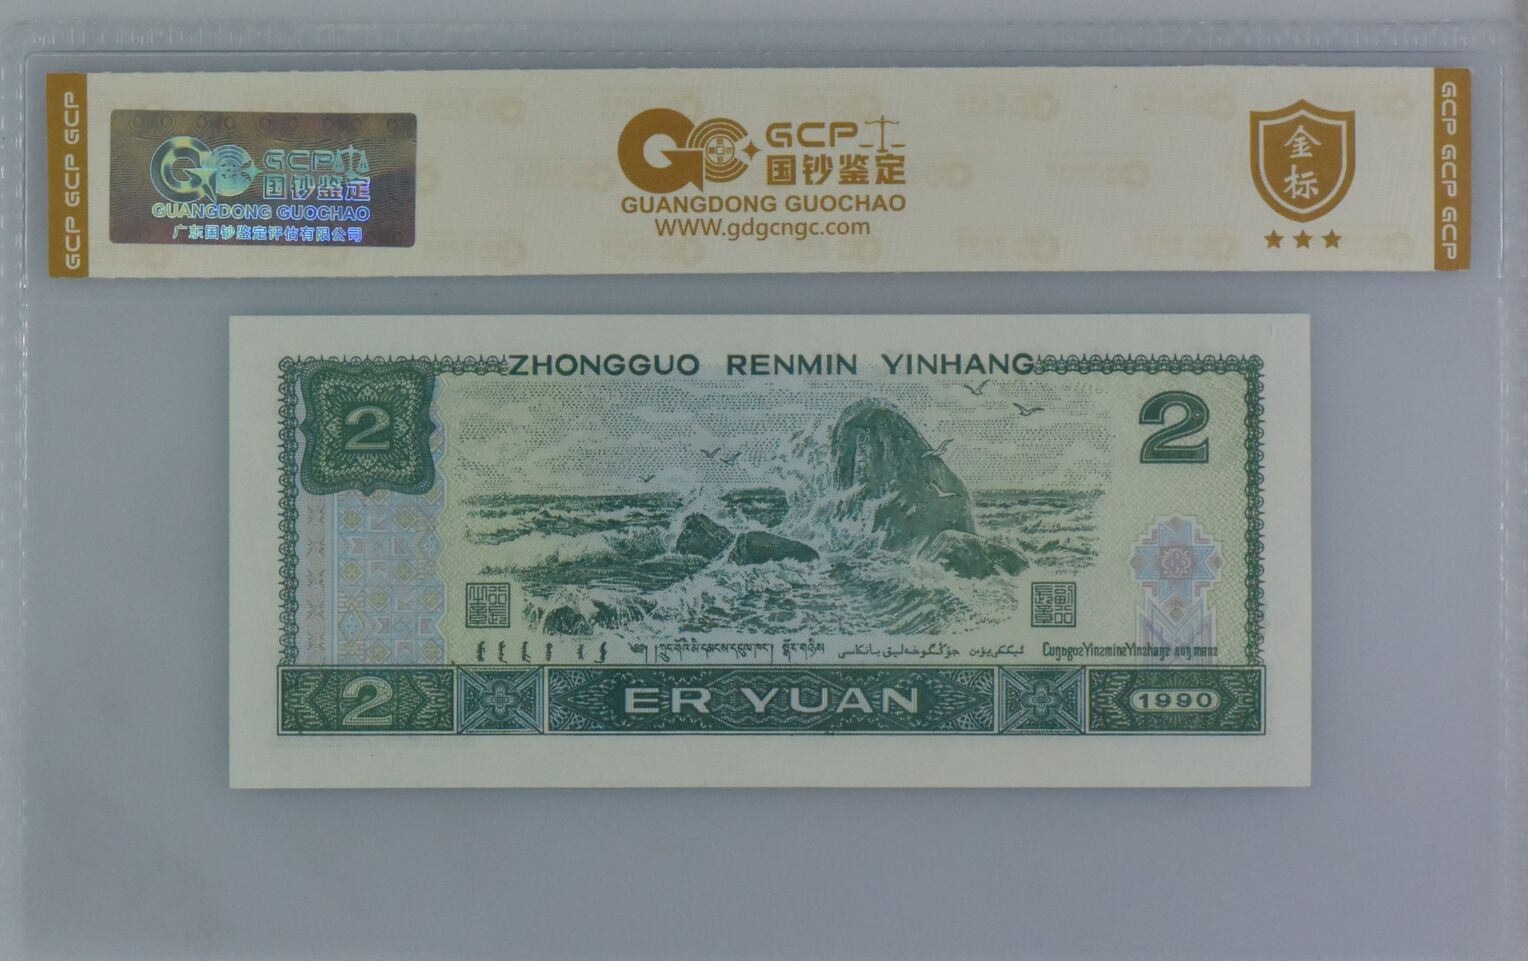 GCP GCP GCP
GCP 国钞鉴定
GUANGDONG GUOCHAO
广东国钞鉴定评估有限公司
GCP
国钞鉴定
GUANGDONG GUOCHAO
WWW.gdgcngc.com
金标
GCP GCP GCP
ZHONGGUO RENMIN YINHANG
2
2
2
ER YUAN
1990